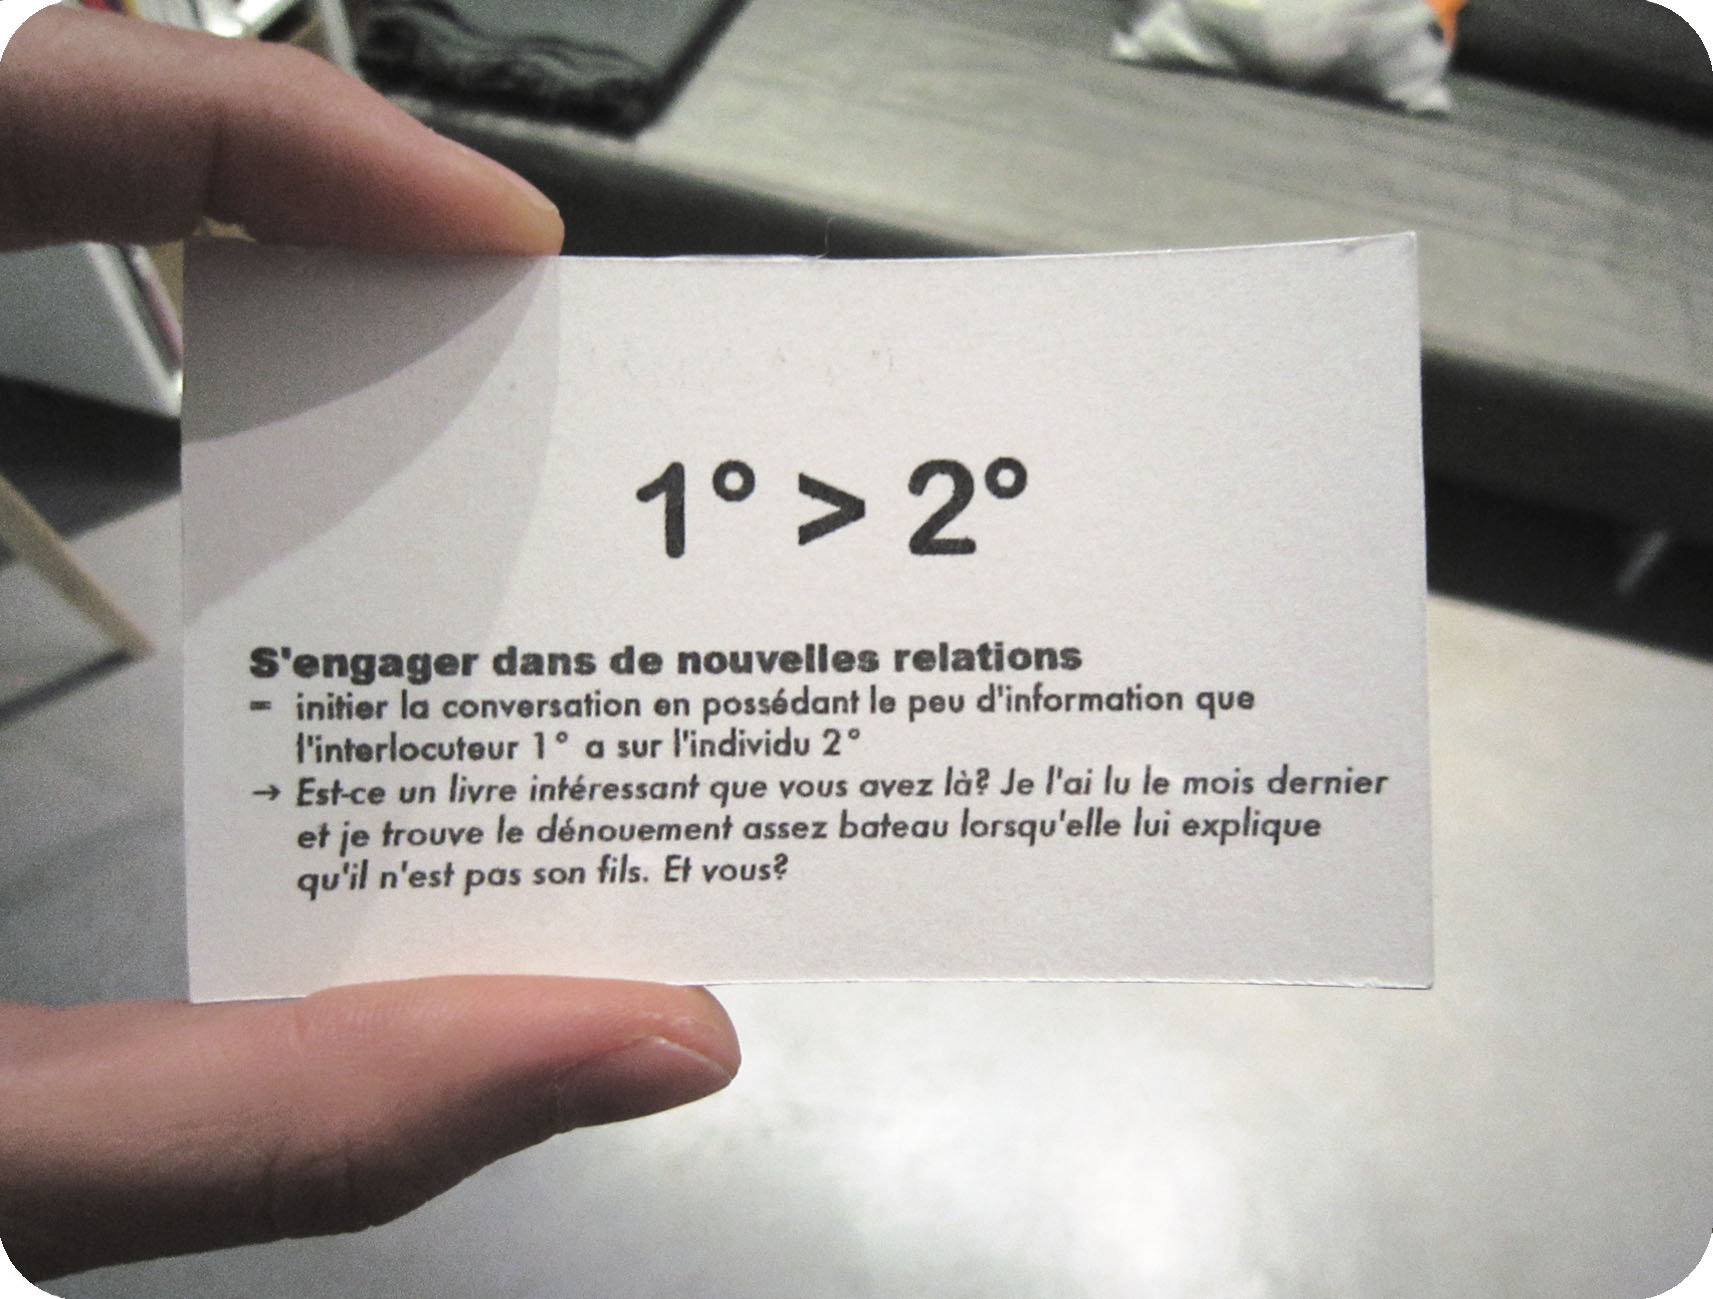 1° > 2°
S'engager dans de nouvelles relations
= initier la conversation en possédant le peu d'information que
l'interlocuteur 1° a sur l'individu 2°
→ Est-ce un livre intéressant que vous avez là? Je l'ai lu le mois dernier
et je trouve le dénouement assez bateau lorsqu'elle lui explique
qu'il n'est pas son fils. Et vous?